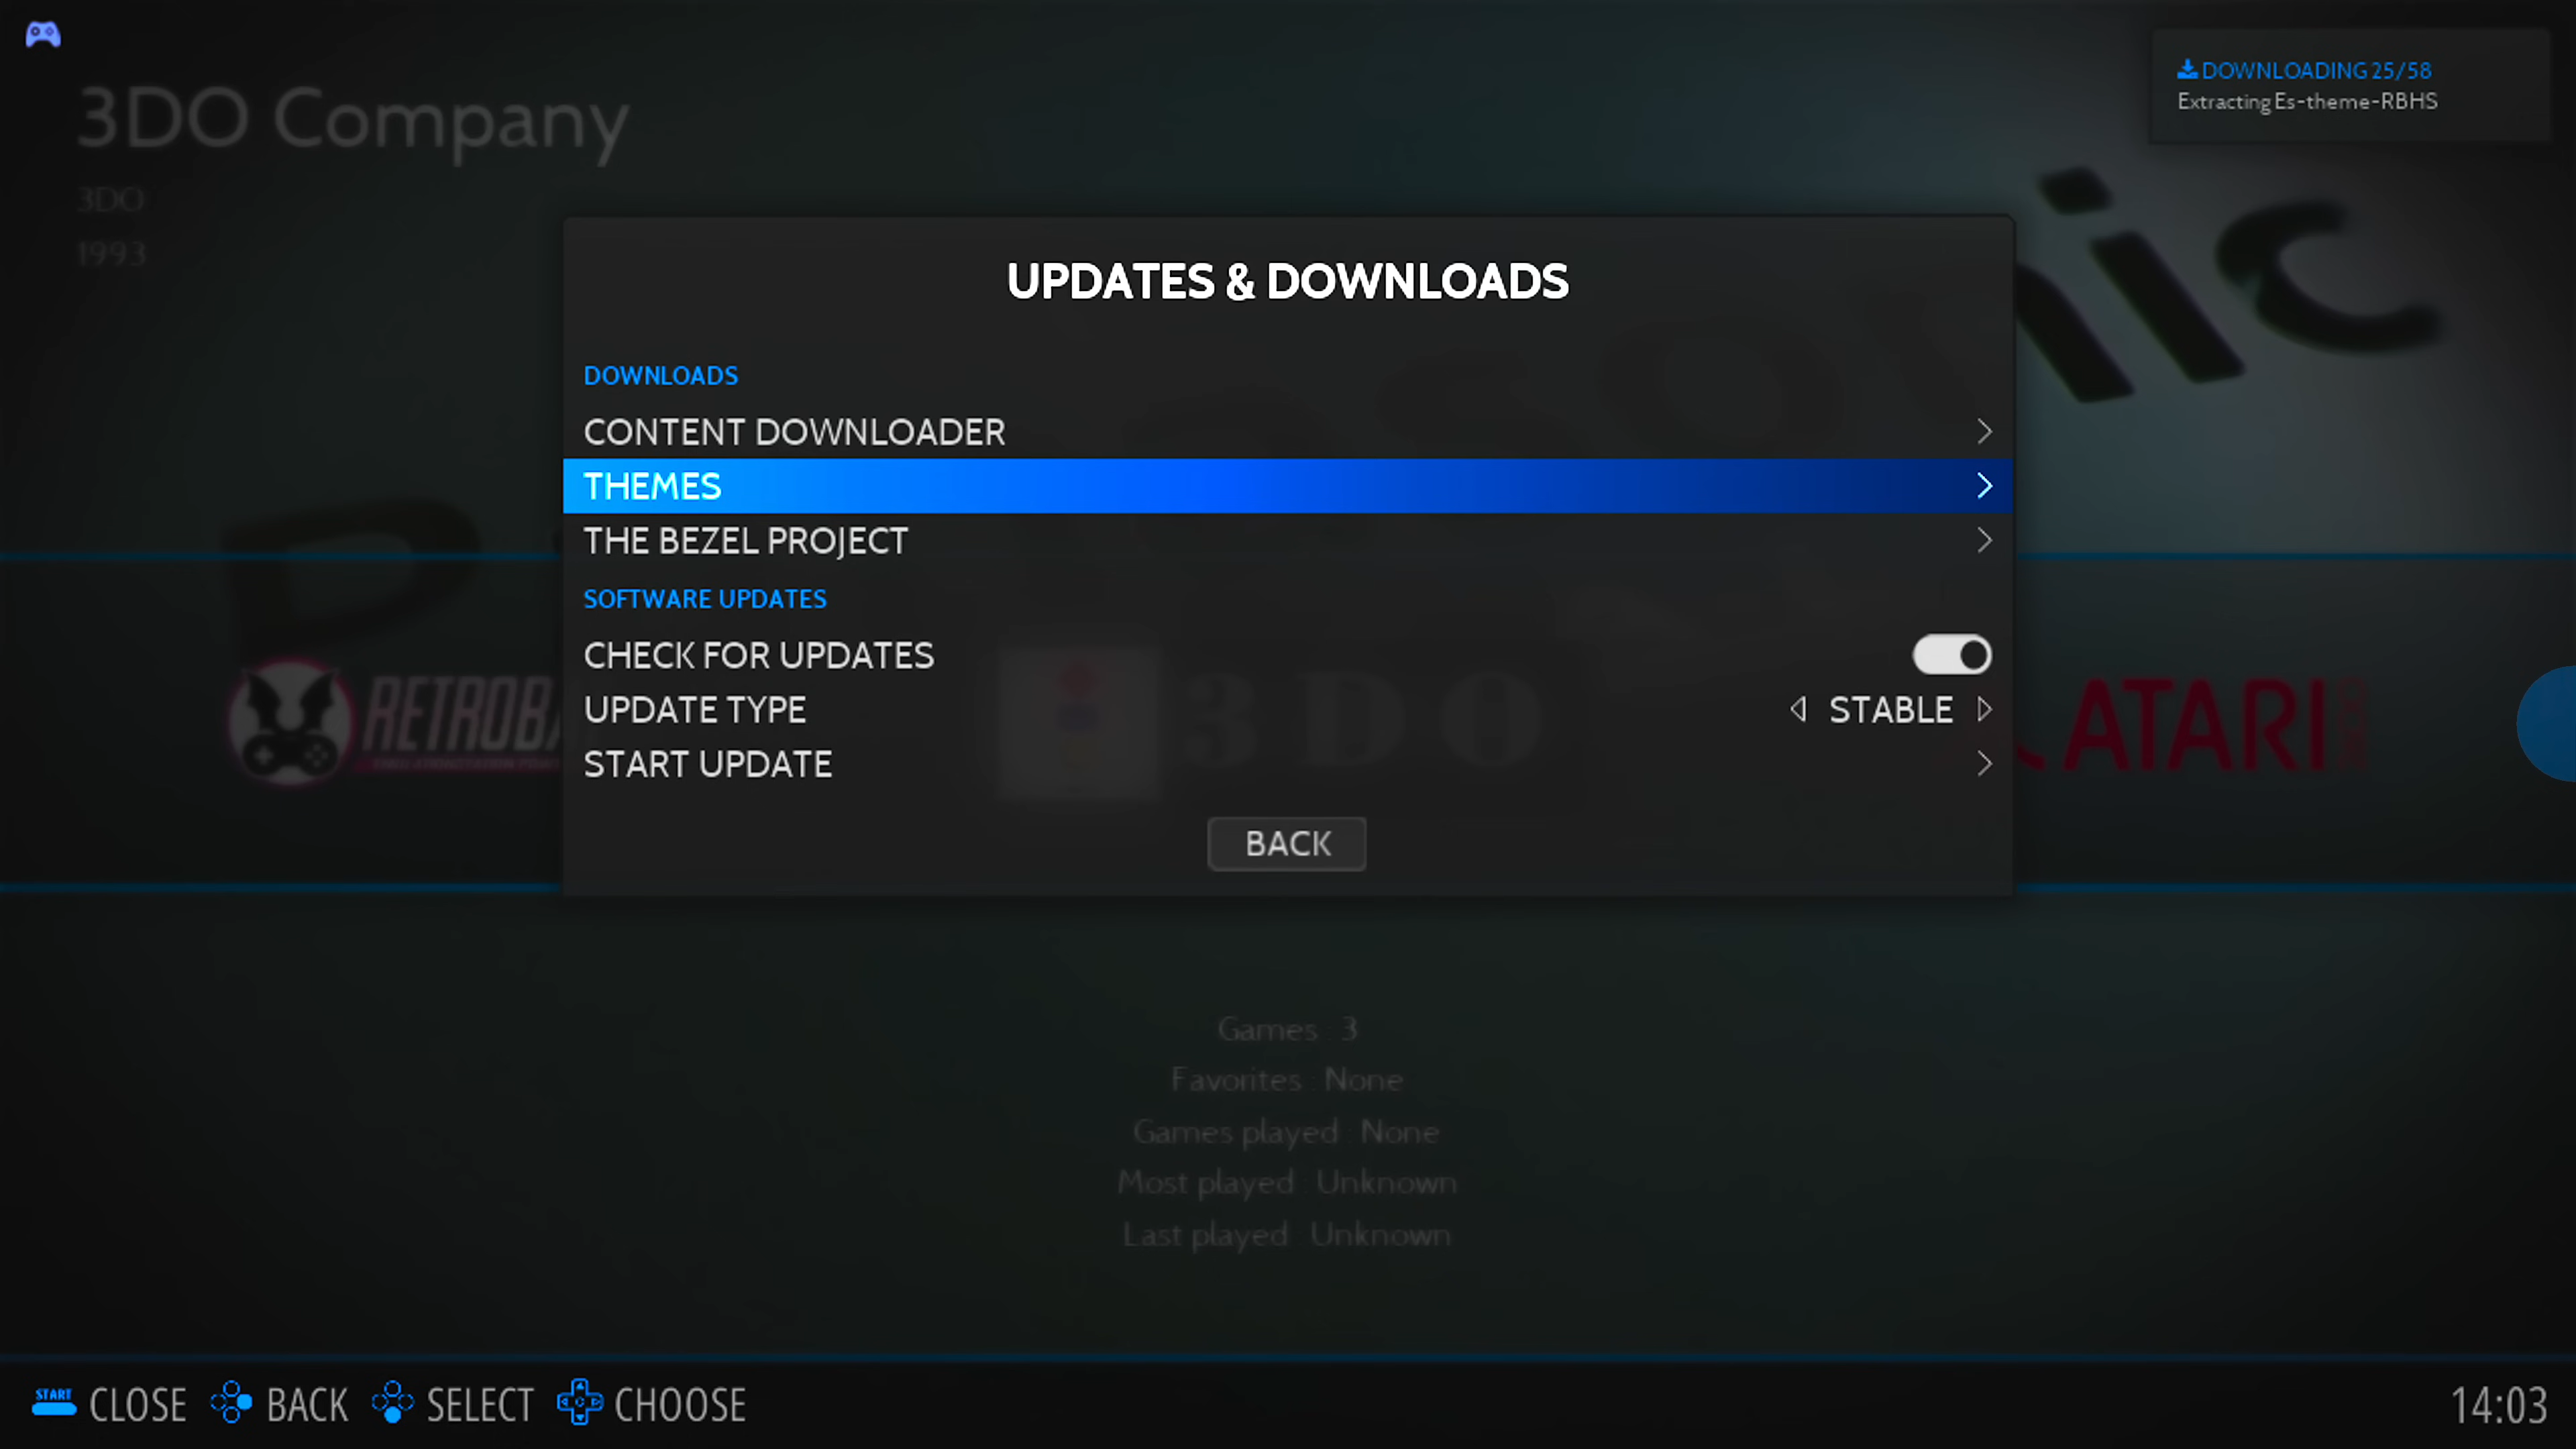 3DO Company
3DO
1993
DOWNLOADING 25/58
Extracting Es-theme-RBHS
UPDATES & DOWNLOADS
DOWNLOADS
CONTENT DOWNLOADER
THEMES
THE BEZEL PROJECT
SOFTWARE UPDATES
CHECK FOR UPDATES
UPDATE TYPE
STABLE
START UPDATE
BACK
RETROB
3DO
ATARI
Games : 3
Favorites : None
Games played : None
Most played : Unknown
Last played : Unknown
START CLOSE BACK SELECT CHOOSE
14:03